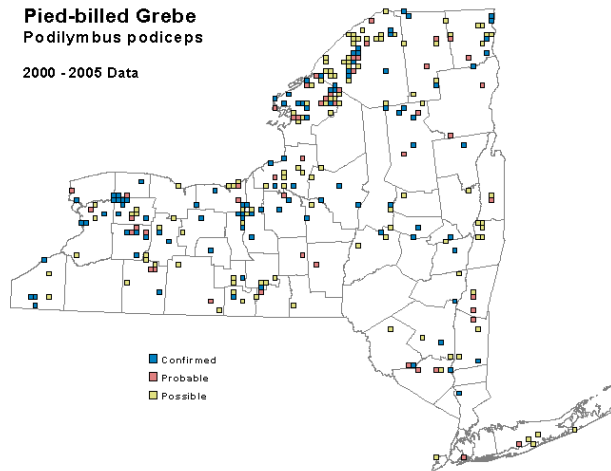 Pied-billed Grebe
Podilymbus podiceps
2000 - 2005 Data
Confirmed
Probable
Possible